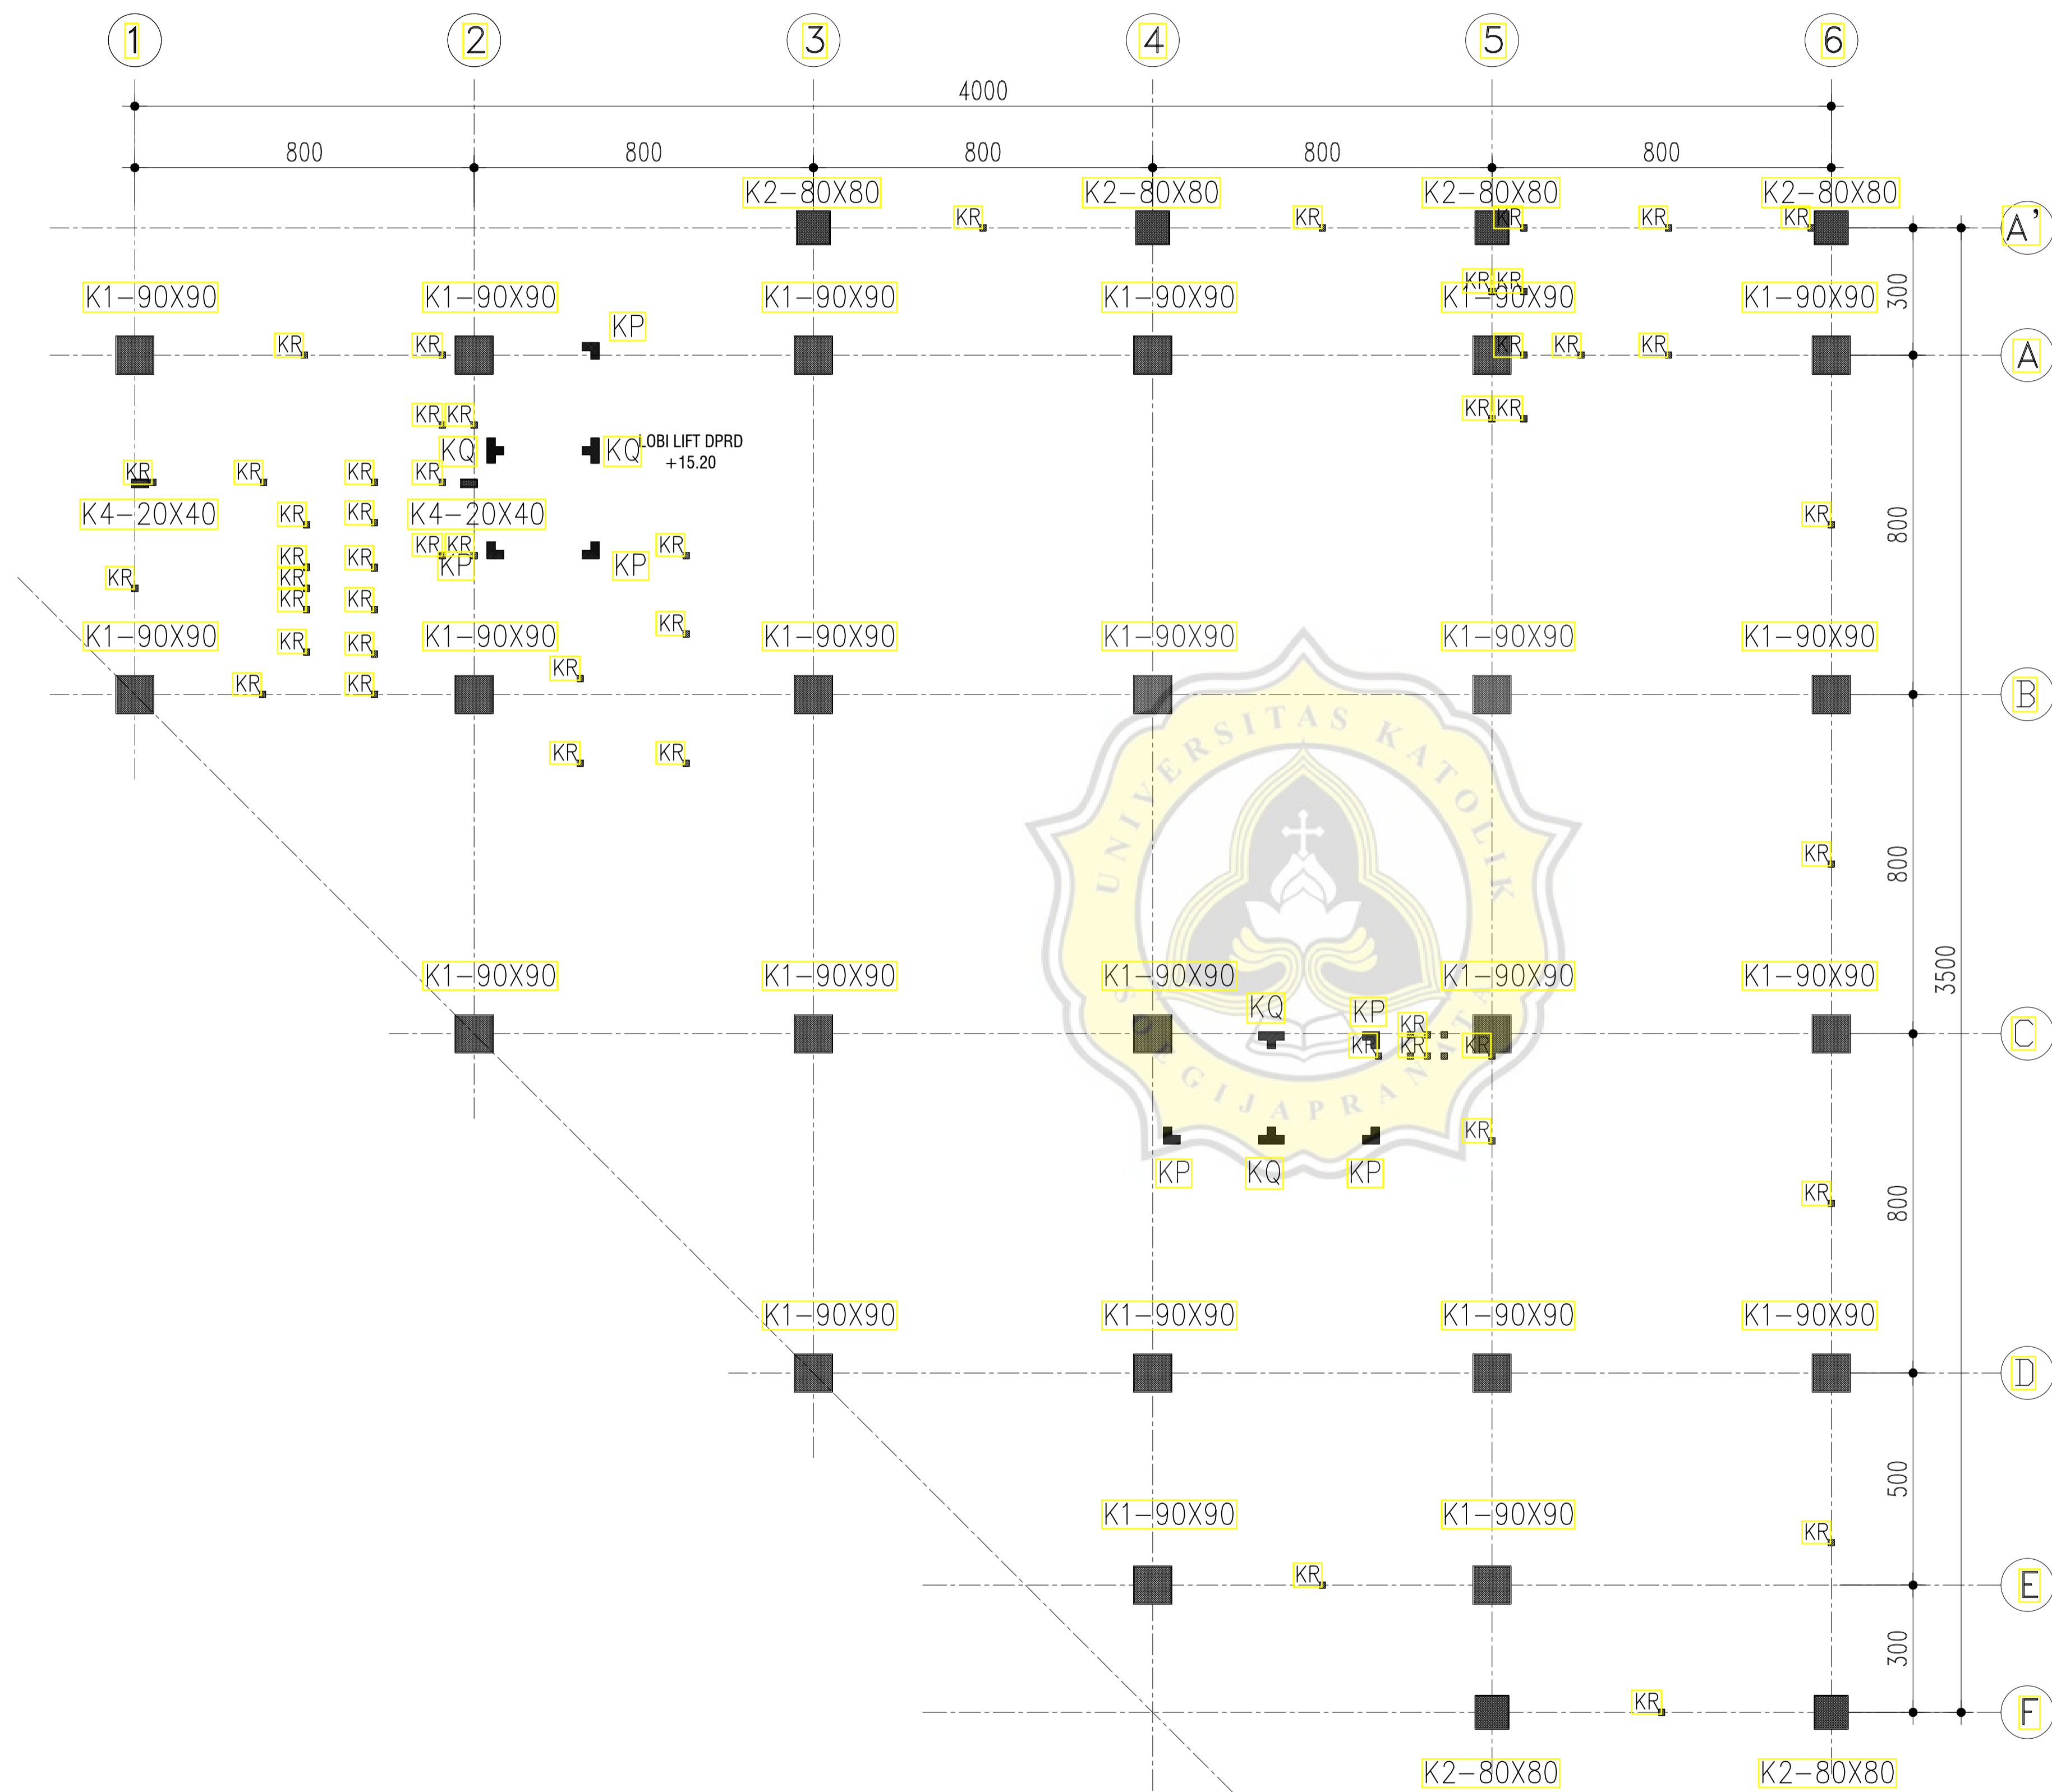 1 2 3 4 5 6
4000
800 800 800 800 800
K2-80X80 K2-80X80 K2-80X80 K2-80X80
KR KR KR KR KR A'
KR KR
K1-90X90 K1-90X90 K1-90X90 K1-90X90 K1-90X90 K1-90X90 300
KP
KR KR KR KR KR A
KR KR KR KR
KQ KQ LOBI LIFT DPRD
+15.20
KR KR KR KR
K4-20X40 KR KR K4-20X40 KR 800
KR KR KR KR KR
KP KP
KR KR
KR KR
K1-90X90 KR KR K1-90X90 KR K1-90X90 K1-90X90 K1-90X90 K1-90X90
KR KR KR B
KR KR
UNIVERSITAS KATOLIK
SOEGIJAPRANATA
KR 800
3500
K1-90X90 K1-90X90 K1-90X90 K1-90X90 K1-90X90
KQ KP
KR C
KR KR KR
KR
KP KQ KP
KR 800
K1-90X90 K1-90X90 K1-90X90 K1-90X90
D
500
K1-90X90 K1-90X90
KR
KR E
300
KR F
K2-80X80 K2-80X80